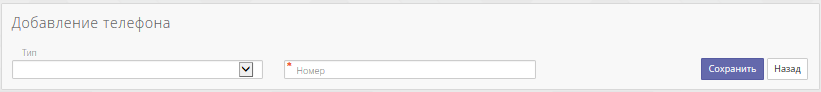 Добавление телефона
Тип
* Номер
Сохранить Назад